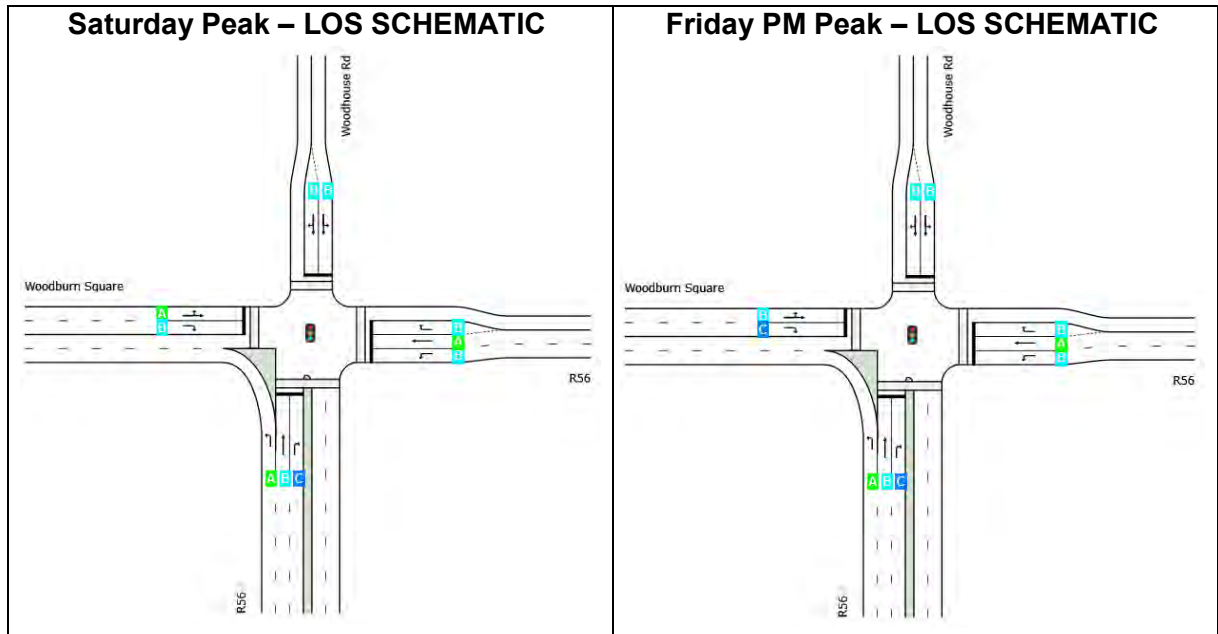 Saturday Peak – LOS SCHEMATIC
Woodhouse Rd
B B
Woodburn Square
A
B
B
A
B
R56
A B C
R56
Friday PM Peak – LOS SCHEMATIC
Woodhouse Rd
B B
Woodburn Square
B
C
B
A
B
R56
A B C
R56